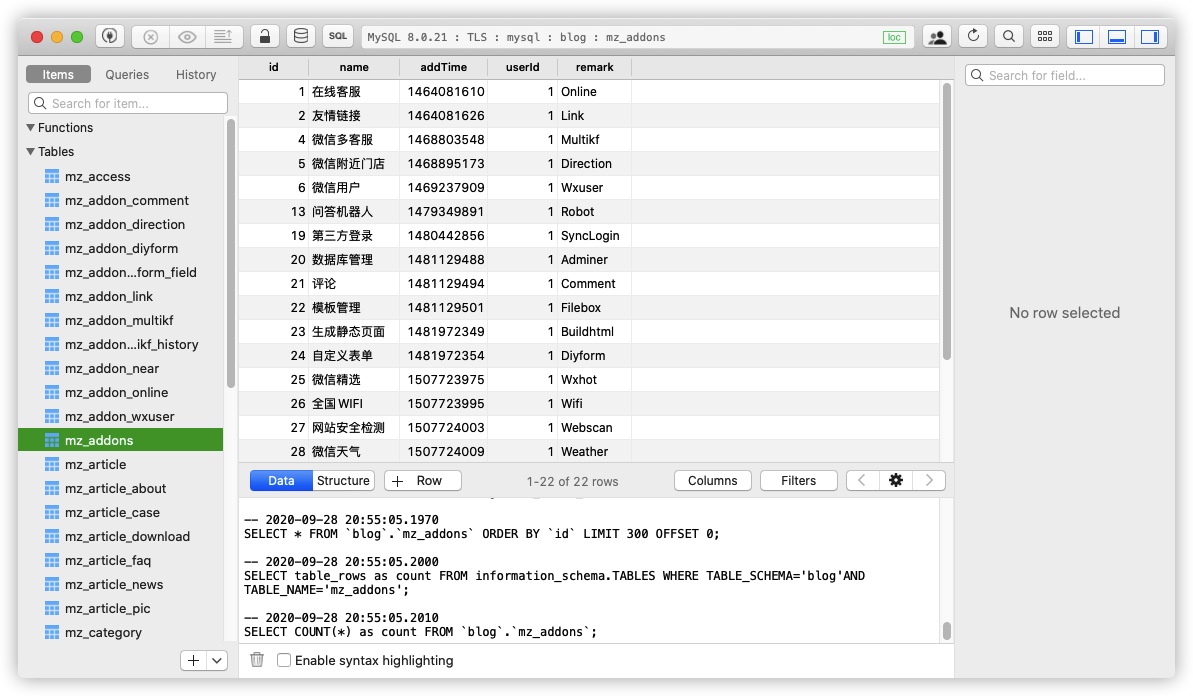 SQL
MySQL 8.0.21 : TLS : mysql : blog : mz_addons
loc
Items
Queries
History
Search for item...
Functions
Tables
mz_access
mz_addon_comment
mz_addon_direction
mz_addon_diyform
mz_addon...form_field
mz_addon_link
mz_addon_multikf
mz_addon...ikf_history
mz_addon_near
mz_addon_online
mz_addon_wxuser
mz_addons
mz_article
mz_article_about
mz_article_case
mz_article_download
mz_article_faq
mz_article_news
mz_article_pic
mz_category
id name addTime userId remark
1 在线客服 1464081610 1 Online
2 友情链接 1464081626 1 Link
4 微信多客服 1468803548 1 Multikf
5 微信附近门店 1468895173 1 Direction
6 微信用户 1469237909 1 Wxuser
13 问答机器人 1479349891 1 Robot
19 第三方登录 1480442856 1 SyncLogin
20 数据库管理 1481129488 1 Adminer
21 评论 1481129494 1 Comment
22 模板管理 1481129501 1 Filebox
23 生成静态页面 1481972349 1 Buildhtml
24 自定义表单 1481972354 1 Diyform
25 微信精选 1507723975 1 Wxhot
26 全国WIFI 1507723995 1 Wifi
27 网站安全检测 1507724003 1 Webscan
28 微信天气 1507724009 1 Weather
Data
Structure
Row
1-22 of 22 rows
Columns
Filters
-- 2020-09-28 20:55:05.1970
SELECT * FROM `blog`.`mz_addons` ORDER BY `id` LIMIT 300 OFFSET 0;
-- 2020-09-28 20:55:05.2000
SELECT table_rows as count FROM information_schema.TABLES WHERE TABLE_SCHEMA='blog'AND
TABLE_NAME='mz_addons';
-- 2020-09-28 20:55:05.2010
SELECT COUNT(*) as count FROM `blog`.`mz_addons`;
Enable syntax highlighting
Search for field...
No row selected